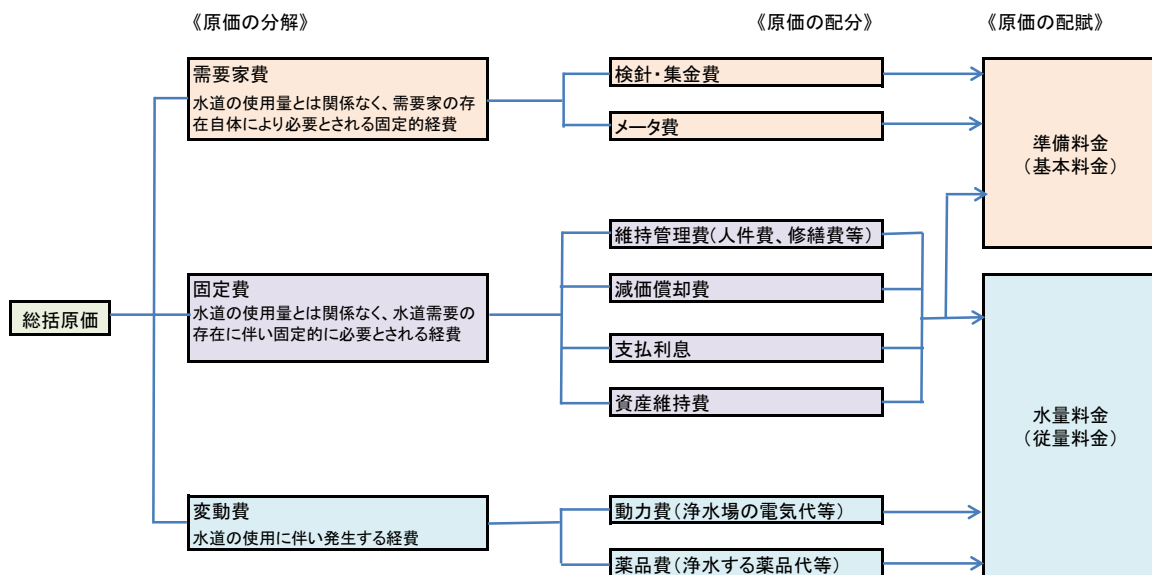 《原価の分解》
《原価の配分》
《原価の配賦》
総括原価
需要家費
水道の使用量とは関係なく、需要家の存
在自体により必要とされる固定的経費
固定費
水道の使用量とは関係なく、水道需要の
存在に伴い固定的に必要とされる経費
変動費
水道の使用に伴い発生する経費
検針・集金費
メータ費
維持管理費(人件費、修繕費等)
減価償却費
支払利息
資産維持費
動力費(浄水場の電気代等)
薬品費(浄水する薬品代等)
準備料金
(基本料金)
水量料金
(従量料金)